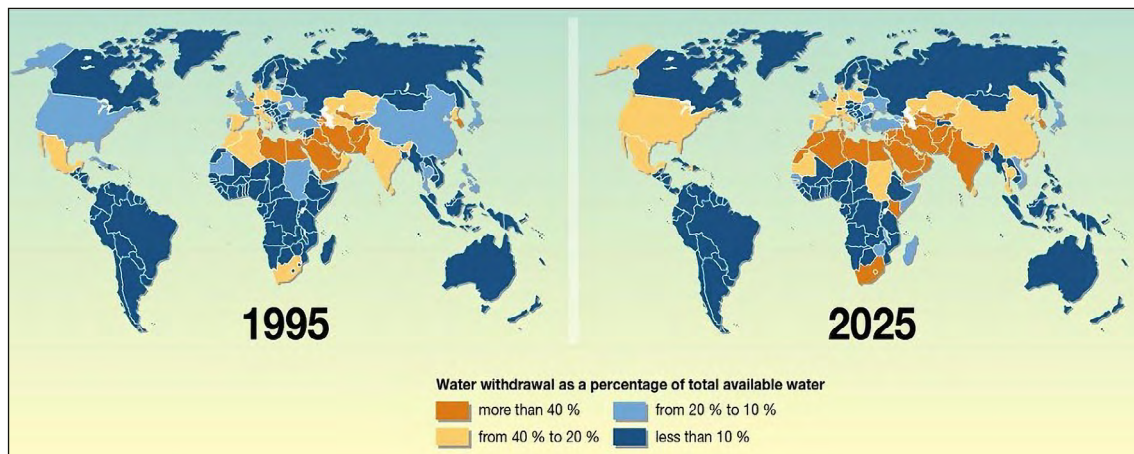 1995
2025
Water withdrawal as a percentage of total available water
more than 40 %
from 20 % to 10 %
from 40 % to 20 %
less than 10 %